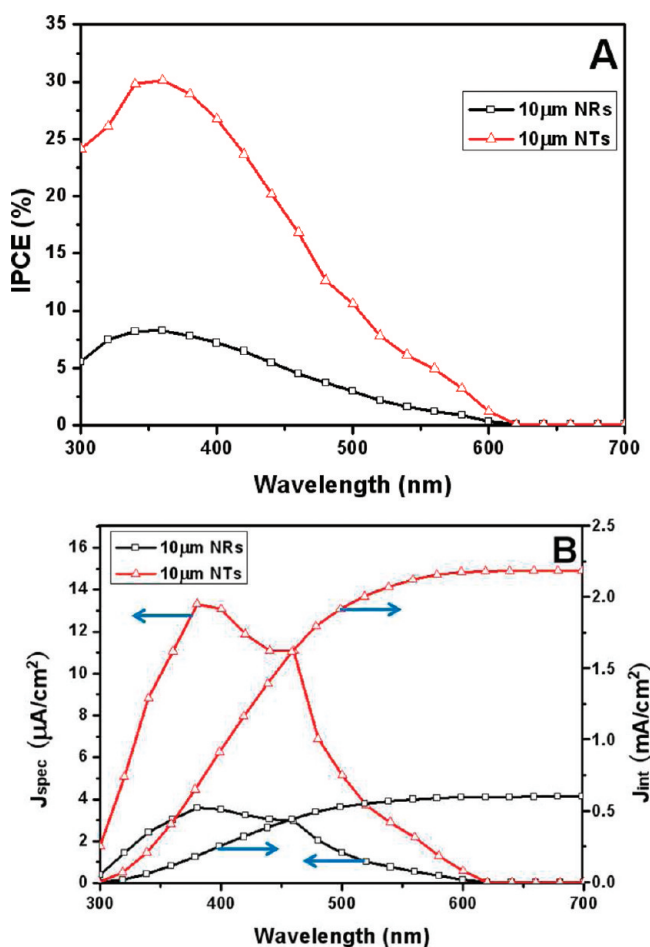 A
35
30
25
20
15
10
5
0
IPCE (%)
10μm NRs
10μm NTs
300 400 500 600 700
Wavelength (nm)
B
10μm NRs
10μm NTs
16
14
12
10
8
6
4
2
0
Jspec (μA/cm²)
2.5
2.0
1.5
1.0
0.5
0.0
Jint (mA/cm²)
300 400 500 600 700
Wavelength (nm)